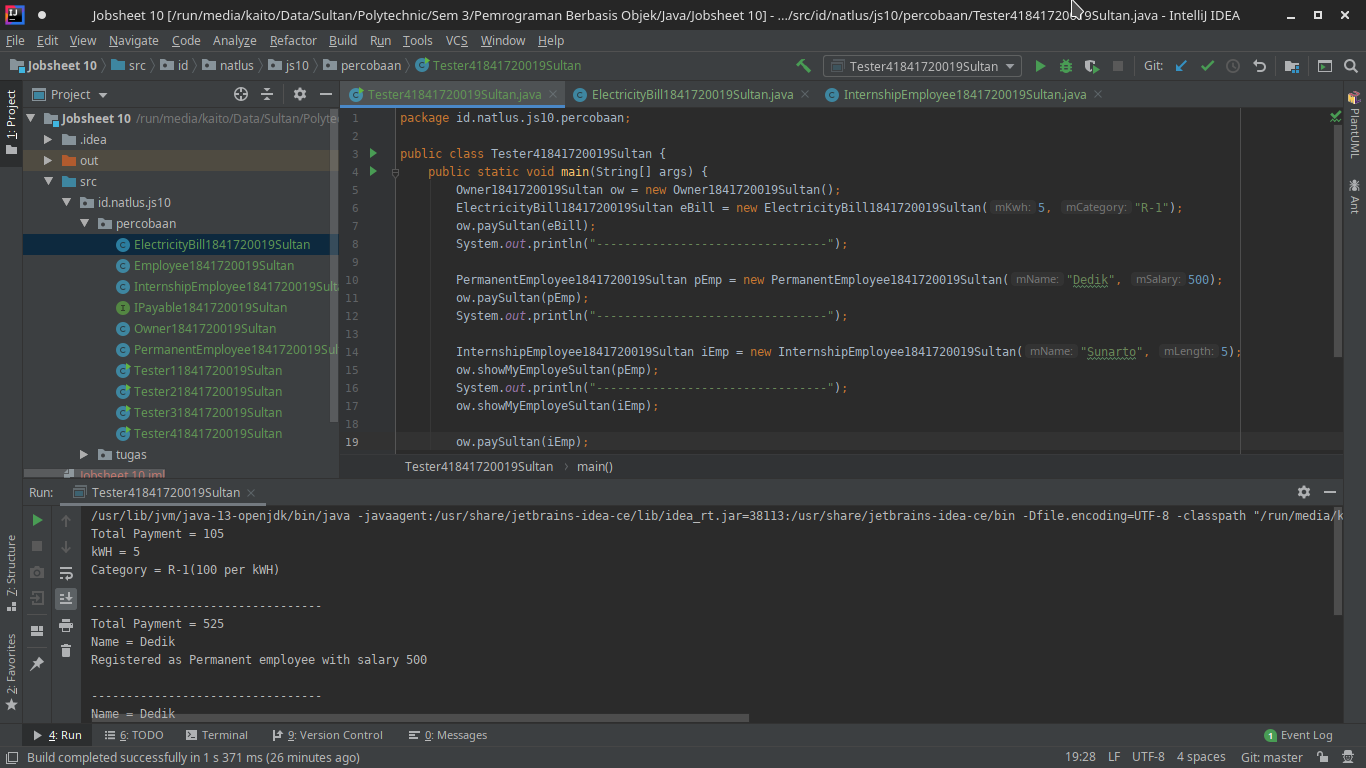 Jobsheet 10 [/run/media/kaito/Data/Sultan/Polytechnic/Sem 3/Pemrograman Berbasis Objek/Java/Jobsheet 10] - .../src/id/natlus/js10/percobaan/Tester41841720019Sultan.java - IntelliJ IDEA
File Edit View Navigate Code Analyze Refactor Build Run Tools VCS Window Help
Jobsheet 10 src id natlus js10 percobaan Tester41841720019Sultan
Tester41841720019Sultan
Git:
1: Project
Project
Jobsheet 10 /run/media/kaito/Data/Sultan/Polyte
.idea
out
src
id.natlus.js10
percobaan
ElectricityBill1841720019Sultan
Employee1841720019Sultan
InternshipEmployee1841720019Sult
IPayable1841720019Sultan
Owner1841720019Sultan
PermanentEmployee1841720019Sul
Tester11841720019Sultan
Tester21841720019Sultan
Tester31841720019Sultan
Tester41841720019Sultan
tugas
Jobsheet 10.iml
Tester41841720019Sultan.java ElectricityBill1841720019Sultan.java InternshipEmployee1841720019Sultan.java
1 package id.natlus.js10.percobaan;
2
3 public class Tester41841720019Sultan {
4 public static void main(String[] args) {
5 Owner1841720019Sultan ow = new Owner1841720019Sultan();
6 ElectricityBill1841720019Sultan eBill = new ElectricityBill1841720019Sultan( mKwh: 5, mCategory: "R-1");
7 ow.paySultan(eBill);
8 System.out.println("---------------------------------");
9
10 PermanentEmployee1841720019Sultan pEmp = new PermanentEmployee1841720019Sultan( mName: "Dedik", mSalary: 500);
11 ow.paySultan(pEmp);
12 System.out.println("---------------------------------");
13
14 InternshipEmployee1841720019Sultan iEmp = new InternshipEmployee1841720019Sultan( mName: "Sunarto", mLength: 5);
15 ow.showMyEmployeSultan(pEmp);
16 System.out.println("---------------------------------");
17 ow.showMyEmployeSultan(iEmp);
18
19 ow.paySultan(iEmp);
Tester41841720019Sultan › main()
PlantUML
Ant
Run: Tester41841720019Sultan
/usr/lib/jvm/java-13-openjdk/bin/java -javaagent:/usr/share/jetbrains-idea-ce/lib/idea_rt.jar=38113:/usr/share/jetbrains-idea-ce/bin -Dfile.encoding=UTF-8 -classpath "/run/media/k
Total Payment = 105
kWH = 5
Category = R-1(100 per kWH)
---------------------------------
Total Payment = 525
Name = Dedik
Registered as Permanent employee with salary 500
---------------------------------
Name = Dedik
7: Structure
2: Favorites
4: Run 6: TODO Terminal 9: Version Control 0: Messages 1 Event Log
Build completed successfully in 1 s 371 ms (26 minutes ago) 19:28 LF UTF-8 4 spaces Git: master